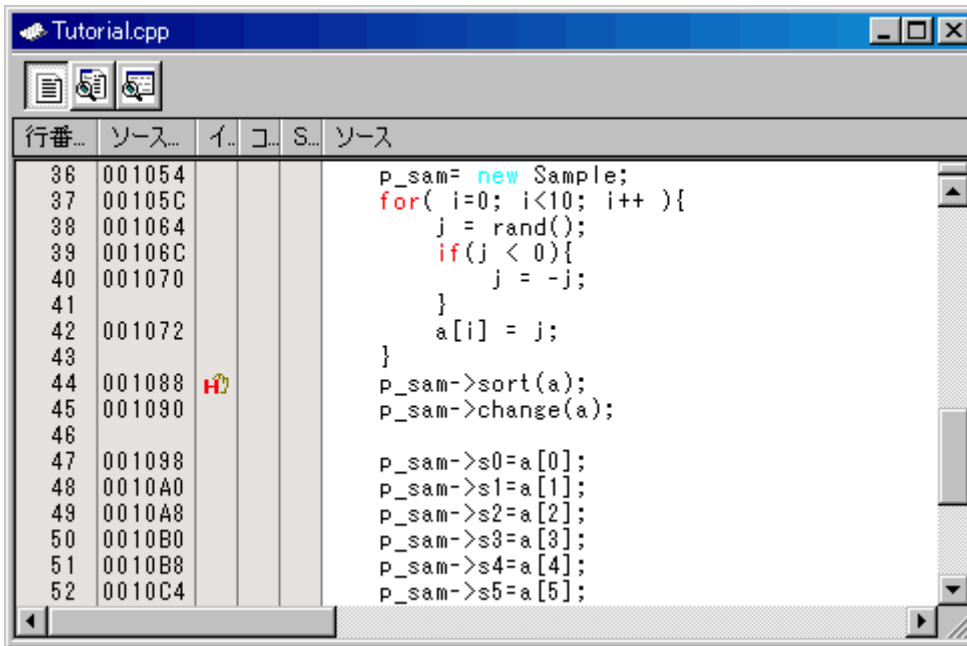 Tutorial.cpp
行番... ソース... イ.. コ.. S... ソース
36 001054 p_sam= new Sample;
37 00105C for( i=0; i<10; i++ ){
38 001064 j = rand();
39 00106C if(j < 0){
40 001070 j = -j;
41 }
42 001072 a[i] = j;
43 }
44 001088 H p_sam->sort(a);
45 001090 p_sam->change(a);
46
47 001098 p_sam->s0=a[0];
48 0010A0 p_sam->s1=a[1];
49 0010A8 p_sam->s2=a[2];
50 0010B0 p_sam->s3=a[3];
51 0010B8 p_sam->s4=a[4];
52 0010C4 p_sam->s5=a[5];